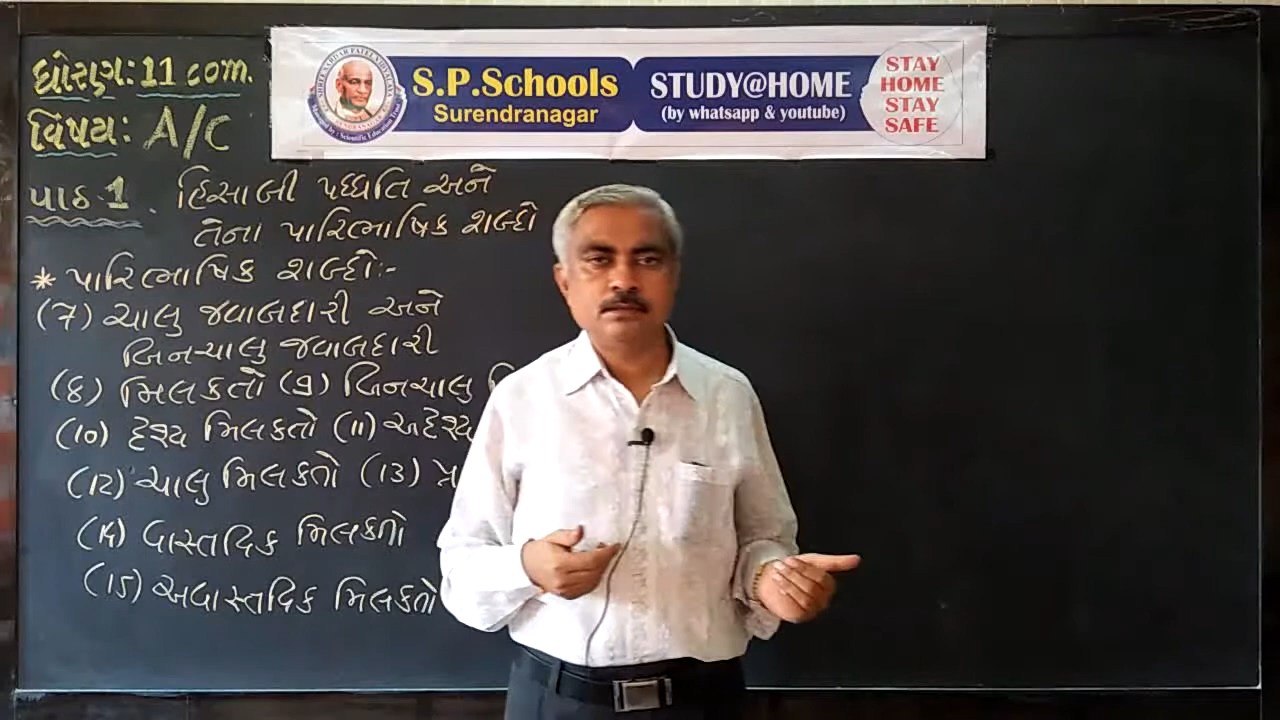 ધોરણ: 11 com.
વિષય: A/C
પાઠ.1. હિસાબી પધ્ધતિ અને
તેના પારિભાષિક શબ્દો
* પારિભાષિક શબ્દો:-
(7) ચાલુ જવાબદારી અને
બિનચાલુ જવાબદારી
(8) મિલકતો (9) બિનચાલુ
(10) દૃશ્ય મિલકતો (11) અદૃશ્ય
(12) ચાલુ મિલકતો (13)
(14) વાસ્તવિક મિલકતો
(15) અવાસ્તવિક મિલકતો
S.P.Schools
Surendranagar
STUDY@HOME
(by whatsapp & youtube)
STAY
HOME
STAY
SAFE